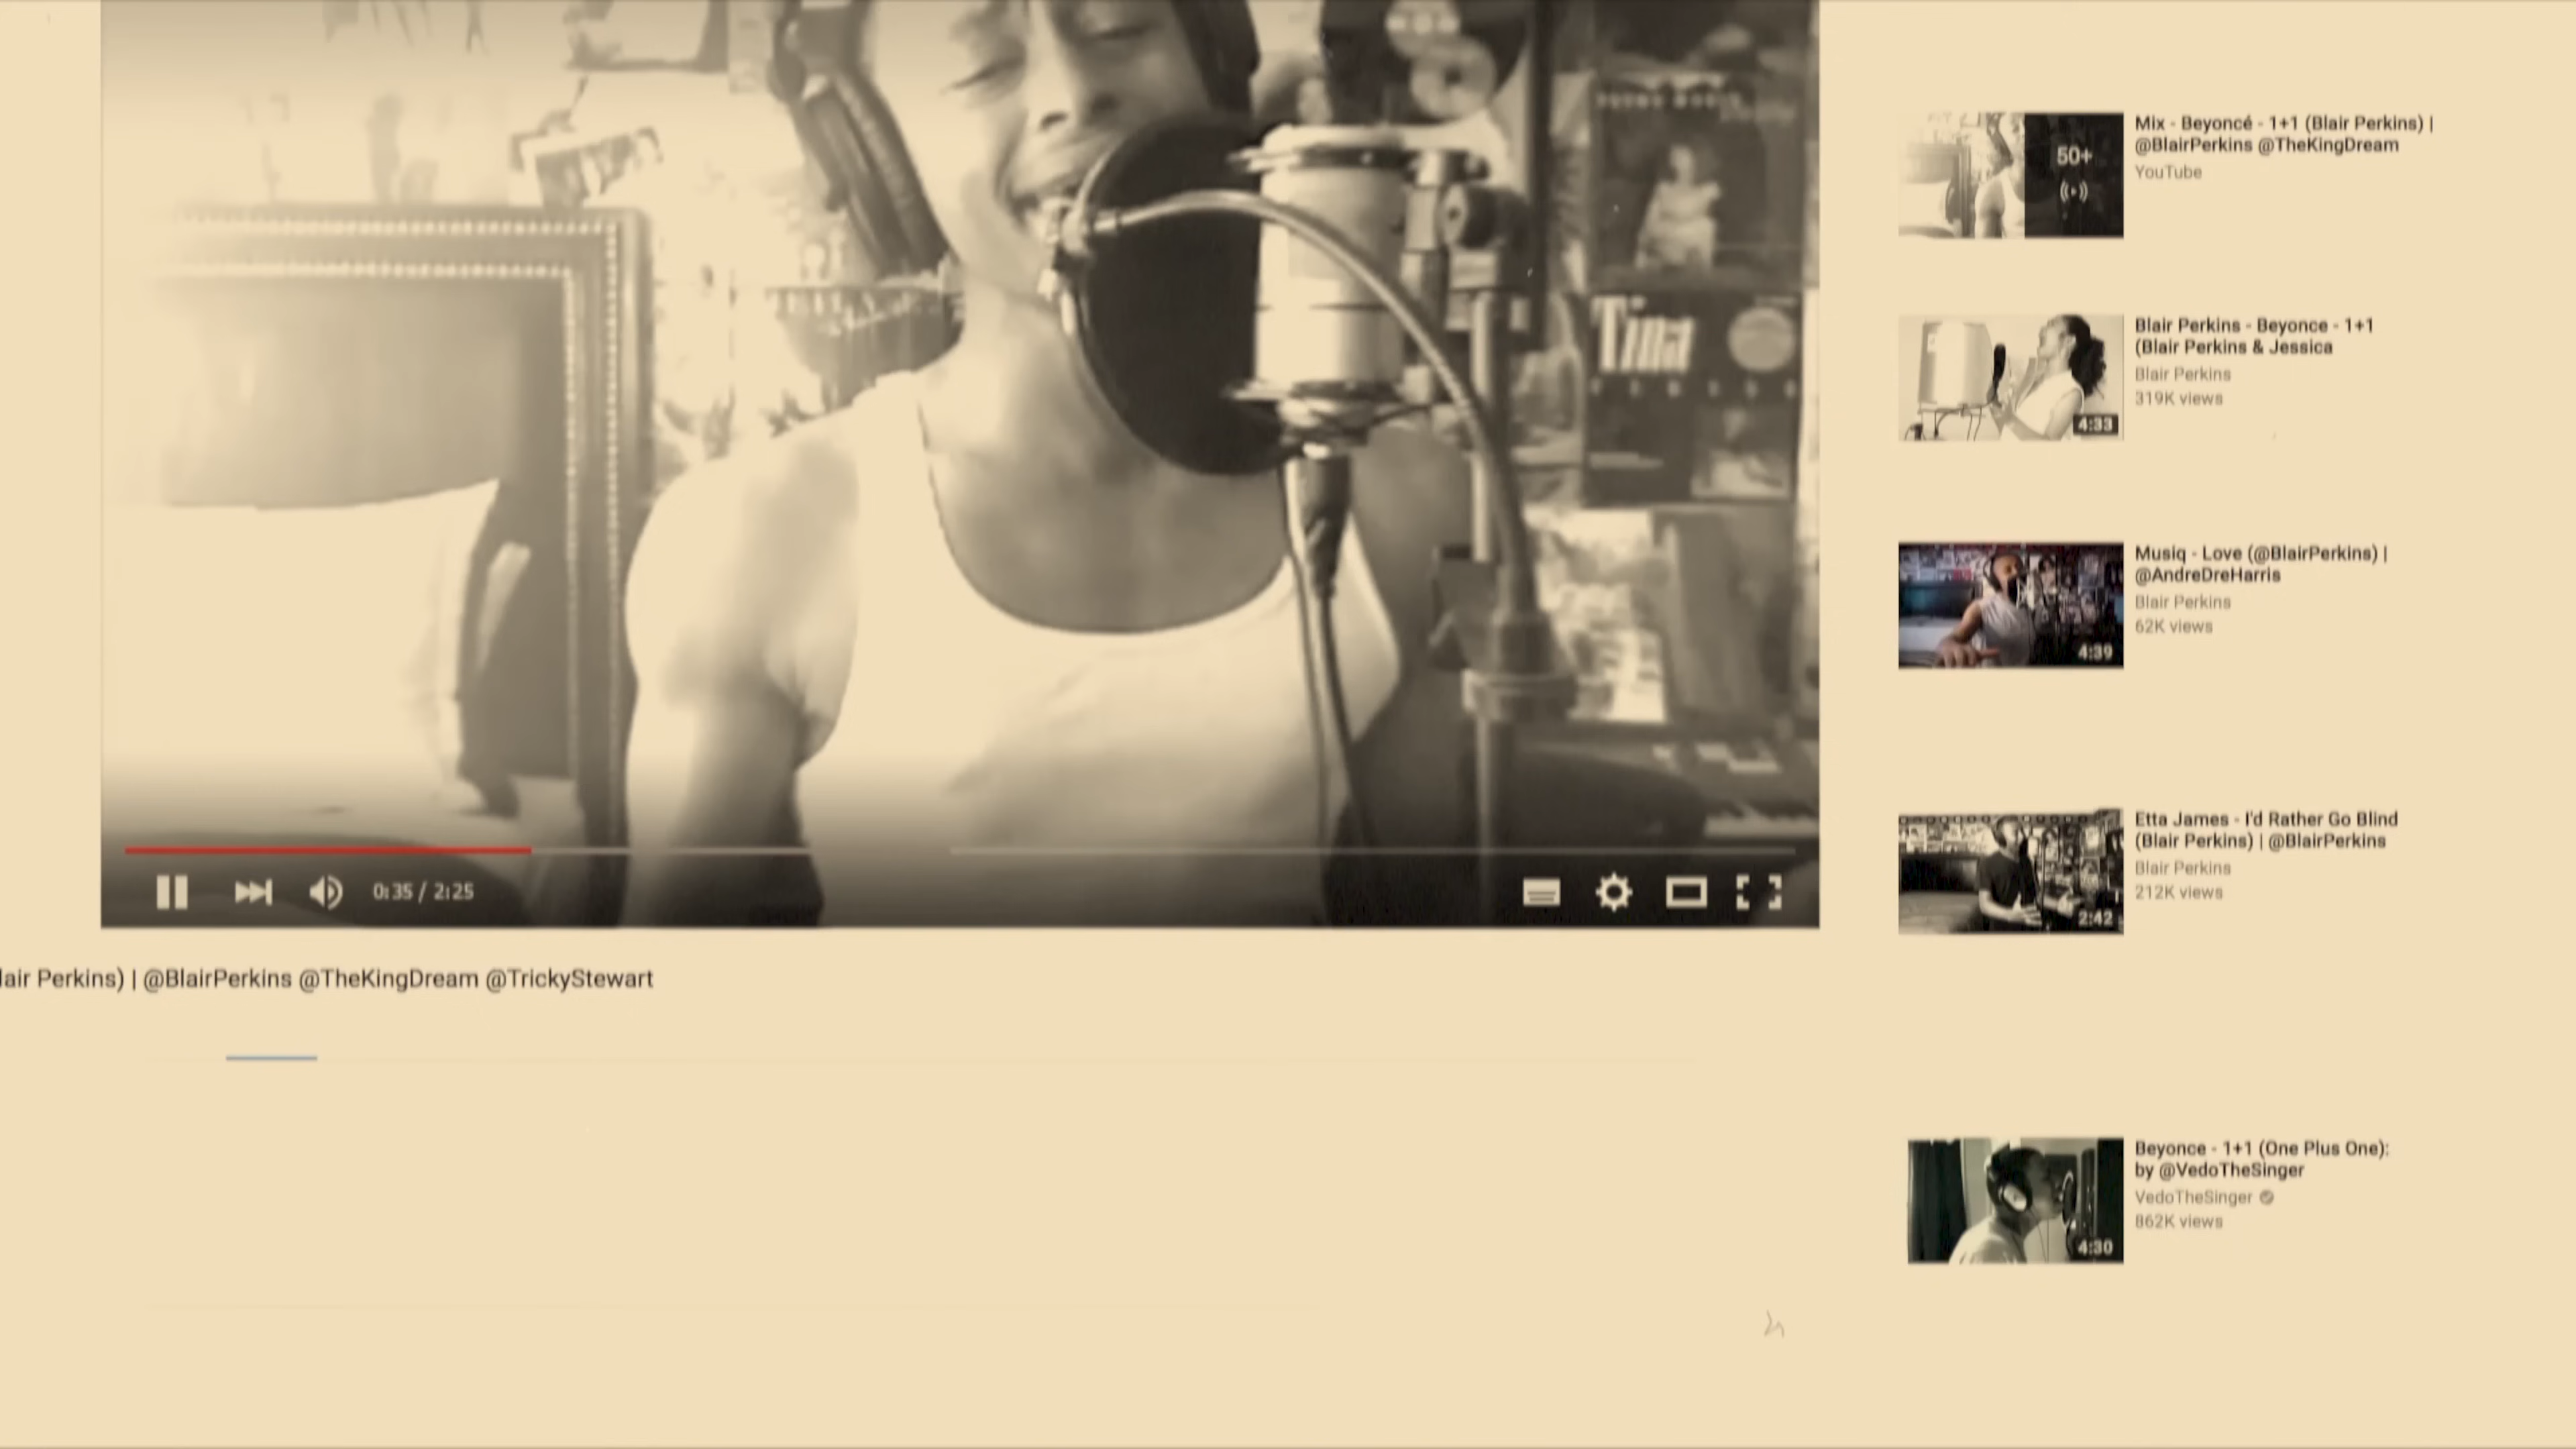 Tina
0:35 / 2:25
lair Perkins) | @BlairPerkins @TheKingDream @TrickyStewart
50+
Mix - Beyoncé - 1+1 (Blair Perkins) |
@BlairPerkins @TheKingDream
YouTube
4:33
Blair Perkins - Beyonce - 1+1
(Blair Perkins & Jessica
Blair Perkins
319K views
4:39
Musiq - Love (@BlairPerkins) |
@AndreDreHarris
Blair Perkins
62K views
2:42
Etta James - I'd Rather Go Blind
(Blair Perkins) | @BlairPerkins
Blair Perkins
212K views
4:30
Beyonce - 1+1 (One Plus One):
by @VedoTheSinger
VedoTheSinger
862K views